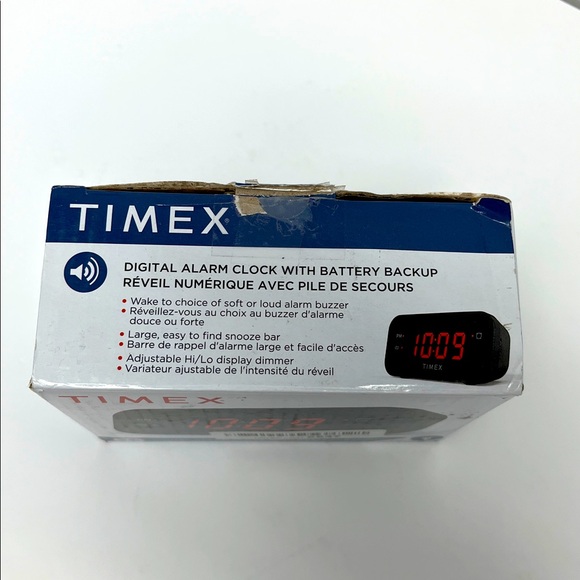 TIMEX
DIGITAL ALARM CLOCK WITH BATTERY BACKUP
RÉVEIL NUMÉRIQUE AVEC PILE DE SECOURS
• Wake to choice of soft or loud alarm buzzer
• Réveillez-vous au choix au buzzer d'alarme
douce ou forte
• Large, easy to find snooze bar
• Barre de rappel d'alarme large et facile d'accès
• Adjustable Hi/Lo display dimmer
• Variateur ajustable de l'intensité du réveil
10:09
TIMEX
TIMEX
10:09